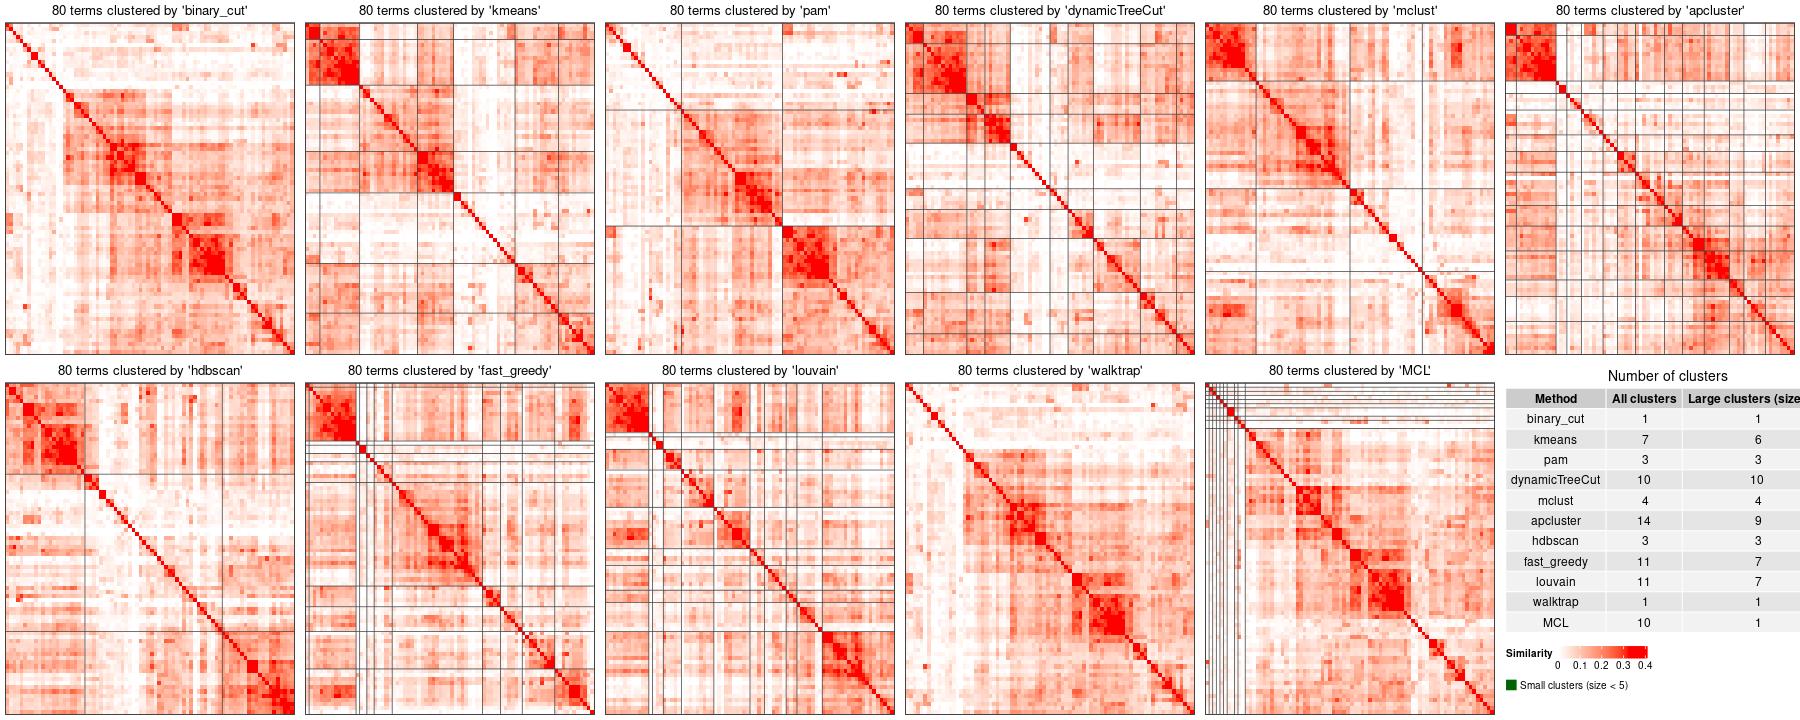 80 terms clustered by 'binary_cut'
80 terms clustered by 'kmeans'
80 terms clustered by 'pam'
80 terms clustered by 'dynamicTreeCut'
80 terms clustered by 'mclust'
80 terms clustered by 'apcluster'
80 terms clustered by 'hdbscan'
80 terms clustered by 'fast_greedy'
80 terms clustered by 'louvain'
80 terms clustered by 'walktrap'
80 terms clustered by 'MCL'
Number of clusters
Method All clusters Large clusters (size
binary_cut 1 1
kmeans 7 6
pam 3 3
dynamicTreeCut 10 10
mclust 4 4
apcluster 14 9
hdbscan 3 3
fast_greedy 11 7
louvain 11 7
walktrap 1 1
MCL 10 1
Similarity
0 0.1 0.2 0.3 0.4
Small clusters (size < 5)